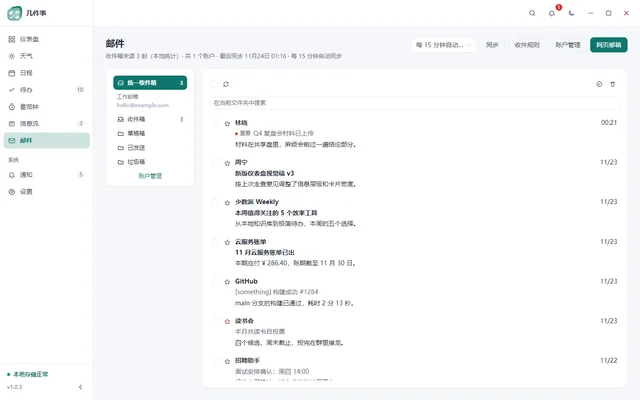 几件事
5
仪表盘
天气
日程
待办 10
番茄钟
信息流 3
邮件
系统
通知 5
设置
本地存储正常
v1.0.3
邮件
收件箱未读 3 封（本地统计）· 共 1 个账户 · 最后同步 11月24日 01:16 · 每 15 分钟自动同步
每 15 分钟自动...
同步
收件规则
账户管理
网页邮箱
统一收件箱 3
工作邮箱
hello@example.com
收件箱 3
草稿箱
已发送
垃圾箱
账户管理
在当前文件夹中搜索
林晓 00:21
重要 Q4 复盘会材料已上传
材料在共享盘里，麻烦会前过一遍结论部分。
周宁 11/23
新版仪表盘视觉稿 v3
按上次走查意见调整了信息层级和卡片密度。
少数派 Weekly 11/23
本周值得关注的 5 个效率工具
从本地知识库到极简待办，本周的五个选择。
云服务账单 11/23
11 月云服务账单已出
本期应付 ¥ 286.40，账期截至 11 月 30 日。
GitHub 11/23
[something] 构建成功 #1284
main 分支的构建已通过，耗时 2 分 13 秒。
读书会 11/23
本月共读书目投票
四个候选，周末截止，投完在群里接龙。
招聘助手 11/22
面试安排确认：周四 14:00